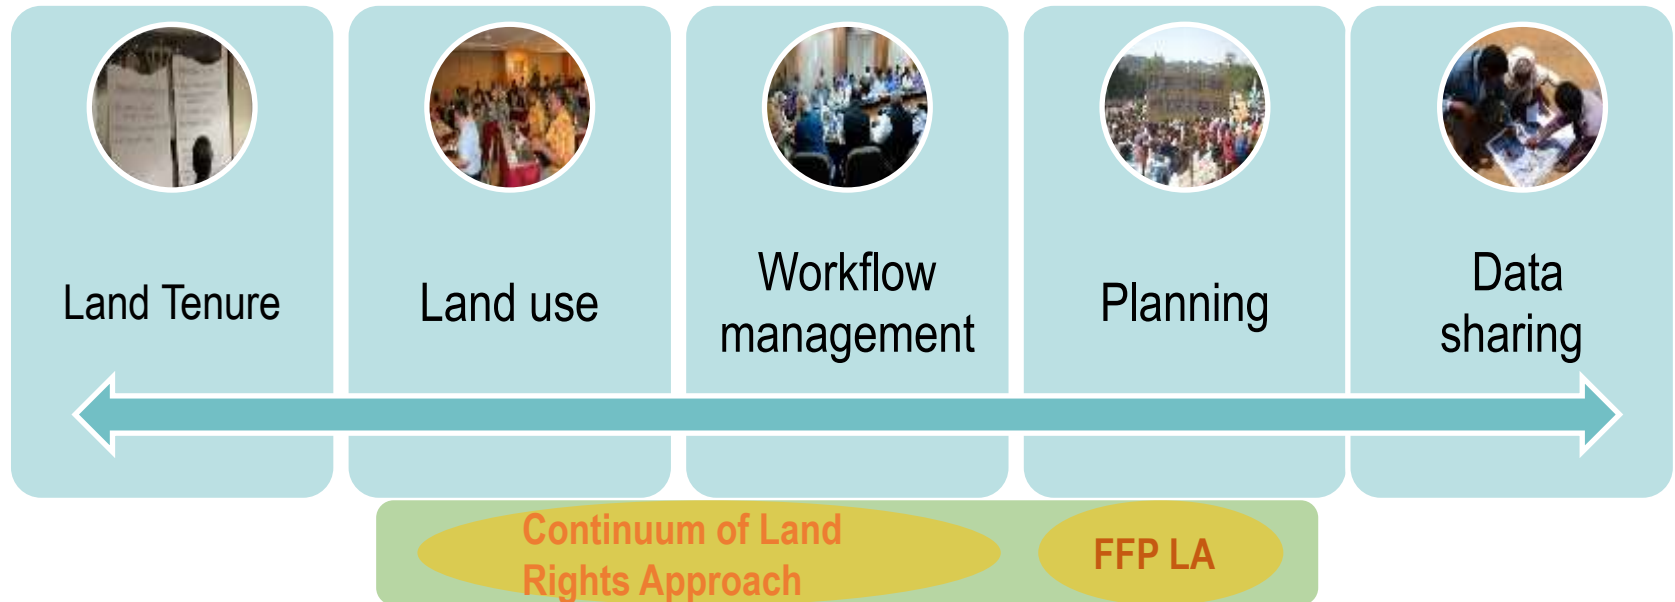 Land Tenure
Land use
Workflow
management
Planning
Data
sharing
Continuum of Land
Rights Approach
FFP LA